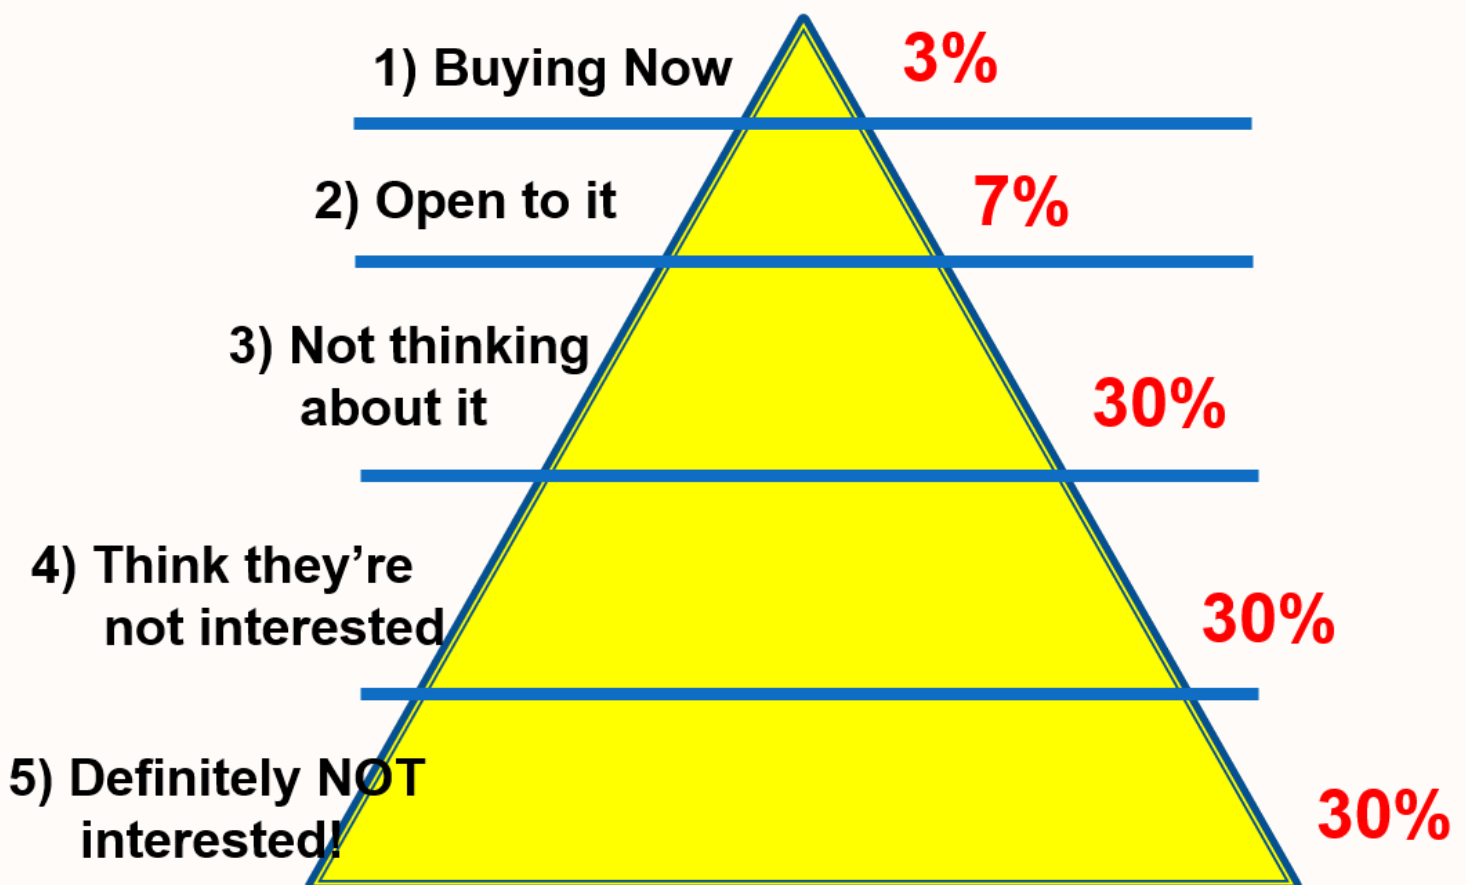 1) Buying Now 3%
2) Open to it 7%
3) Not thinking
about it 30%
4) Think they’re
not interested 30%
5) Definitely NOT
interested! 30%